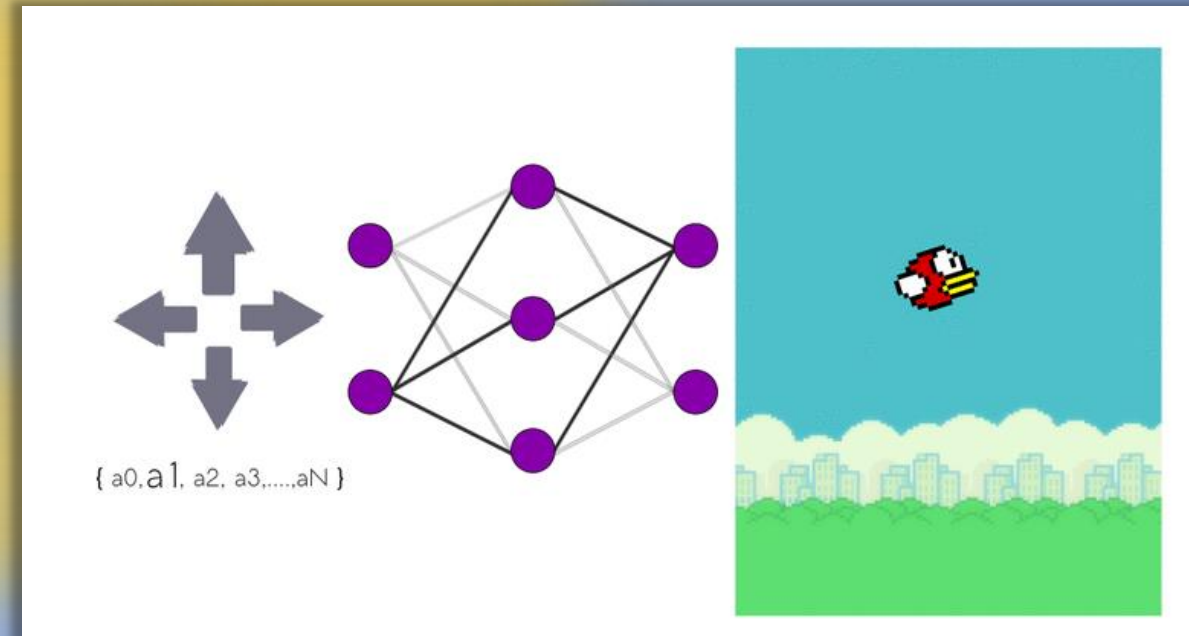 { a0, a1, a2, a3,....,aN }